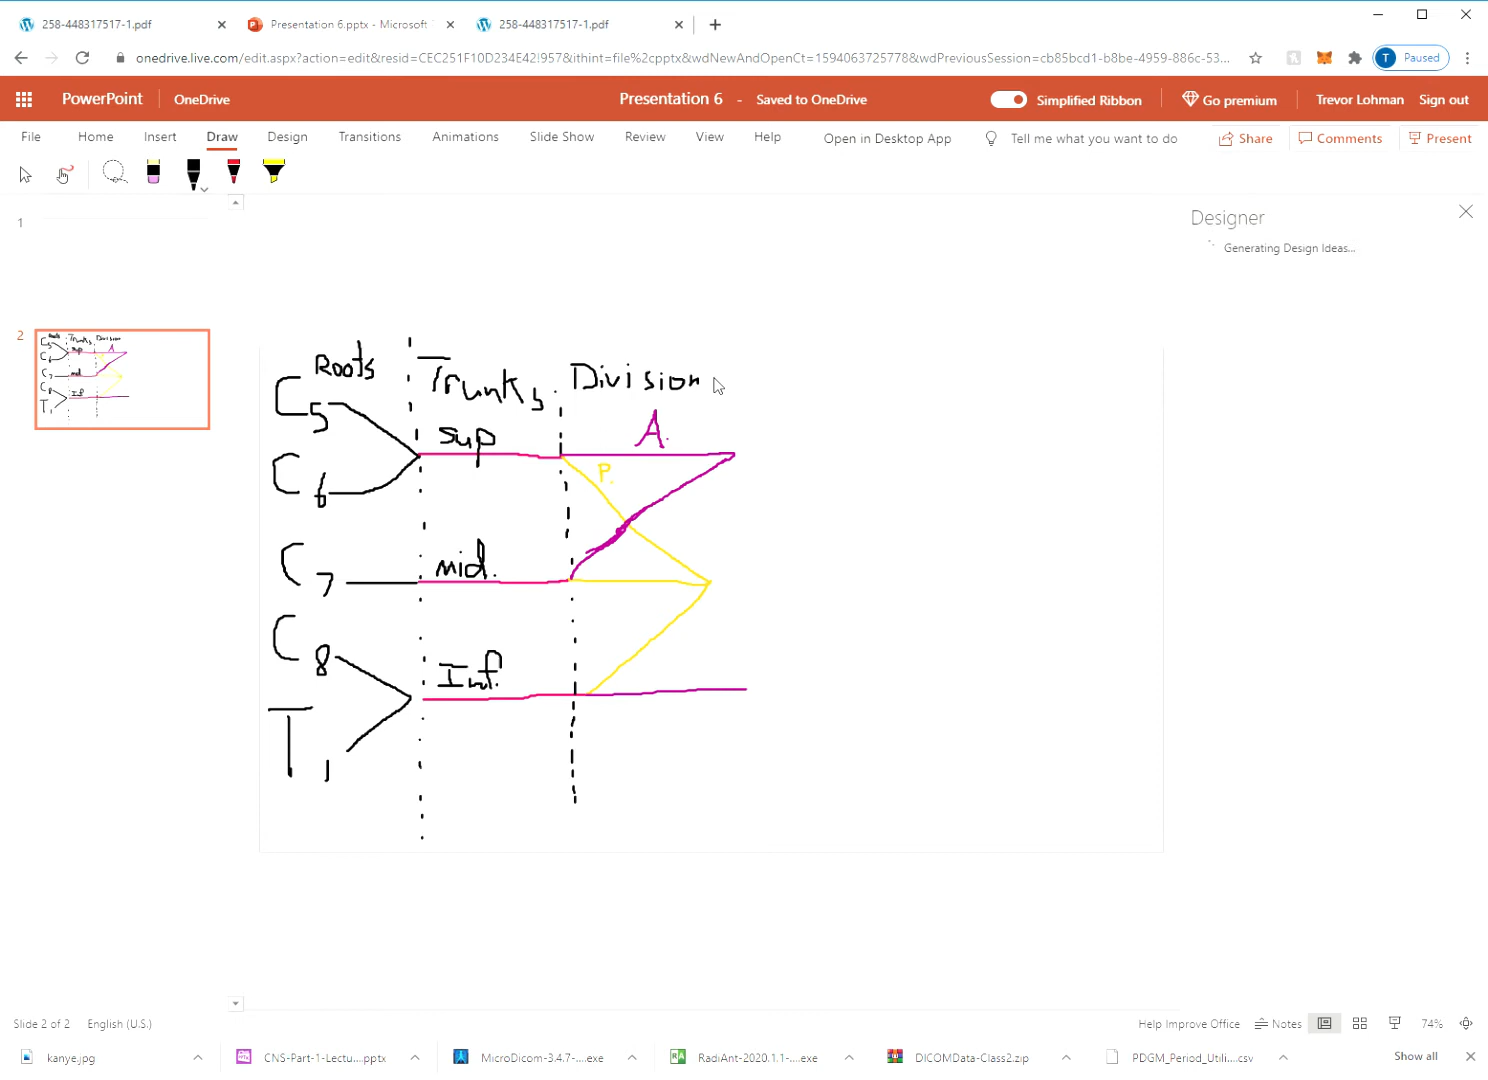 258-448317517-1.pdf
Presentation 6.pptx - Microsoft
258-448317517-1.pdf
onedrive.live.com/edit.aspx?action=edit&resid=CEC251F10D234E42!957&ithint=file%2cpptx&wdNewAndOpenCt=1594063725778&wdPreviousSession=cb85bcd1-b8be-4959-886c-53...
T Paused
PowerPoint OneDrive Presentation 6 - Saved to OneDrive Simplified Ribbon Go premium Trevor Lohman Sign out
File Home Insert Draw Design Transitions Animations Slide Show Review View Help Open in Desktop App Tell me what you want to do Share Comments Present
Designer
Generating Design Ideas...
1
2
Roots Trunks. Division
C5
sup A.
C6
P.
C7 mid.
C8
Inf.
T1
Slide 2 of 2 English (U.S.) Help Improve Office Notes 74%
kanye.jpg CNS-Part-1-Lectu....pptx MicroDicom-3.4.7-....exe RadiAnt-2020.1.1-....exe DICOMData-Class2.zip PDGM_Period_Utili....csv Show all